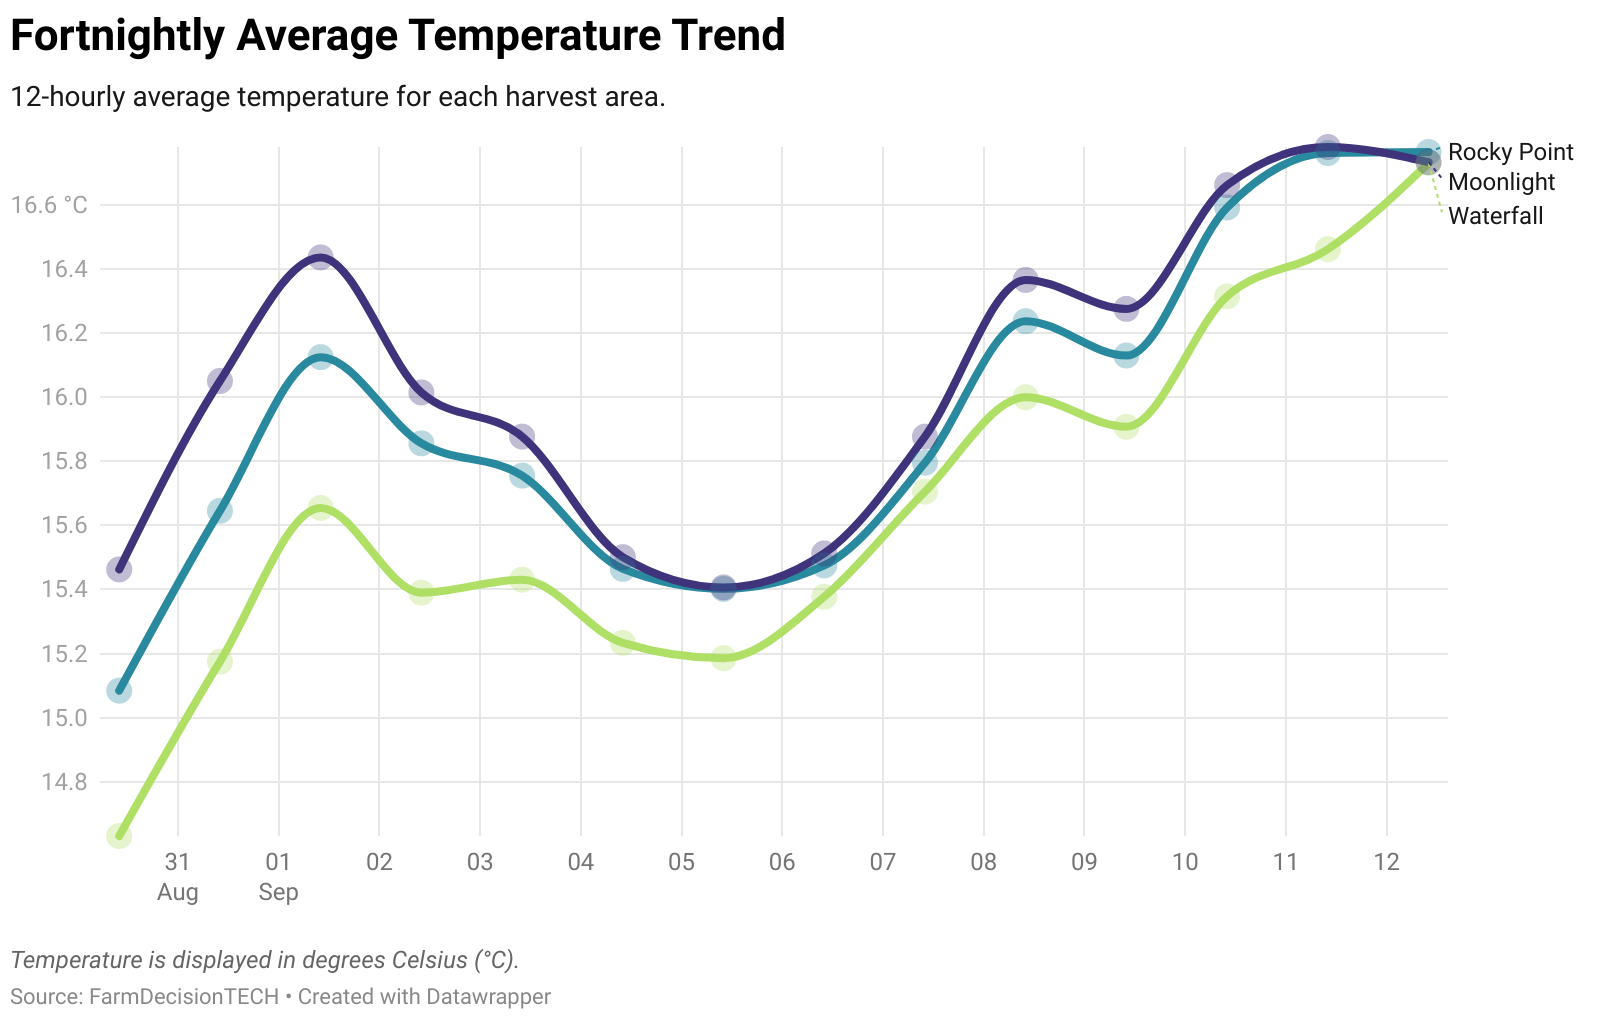 Fortnightly Average Temperature Trend
12-hourly average temperature for each harvest area.
Rocky Point
Moonlight
Waterfall
16.6 °C
16.4
16.2
16.0
15.8
15.6
15.4
15.2
15.0
14.8
31 01 02 03 04 05 06 07 08 09 10 11 12
Aug Sep
Temperature is displayed in degrees Celsius (°C).
Source: FarmDecisionTECH • Created with Datawrapper